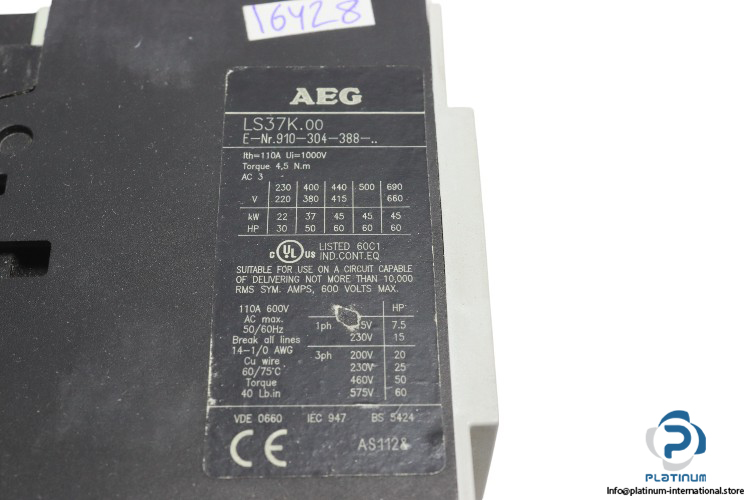 16428
AEG
LS37K.00
E-Nr.910-304-388-..
Ith=110A Ui=1000V
Torque 4,5 N.m
AC 3
230 400 440 500 690
V 220 380 415 660
kW 22 37 45 45 45
HP 30 50 60 60 60
C UL US LISTED 60C1
IND.CONT.EQ
SUITABLE FOR USE ON A CIRCUIT CAPABLE
OF DELIVERING NOT MORE THAN 10,000
RMS SYM. AMPS, 600 VOLTS MAX.
110A 600V
AC max.
50/60Hz
Break all lines
14-1/0 AWG
Cu wire
60/75°C
Torque
40 Lb.in
HP
1ph 5V 7.5
230V 15
3ph 200V 20
230V 25
460V 50
575V 60
VDE 0660 IEC 947 BS 5424
CE AS1128
PLATINUM
INTERNATIONAL
Info@platinum-international.store